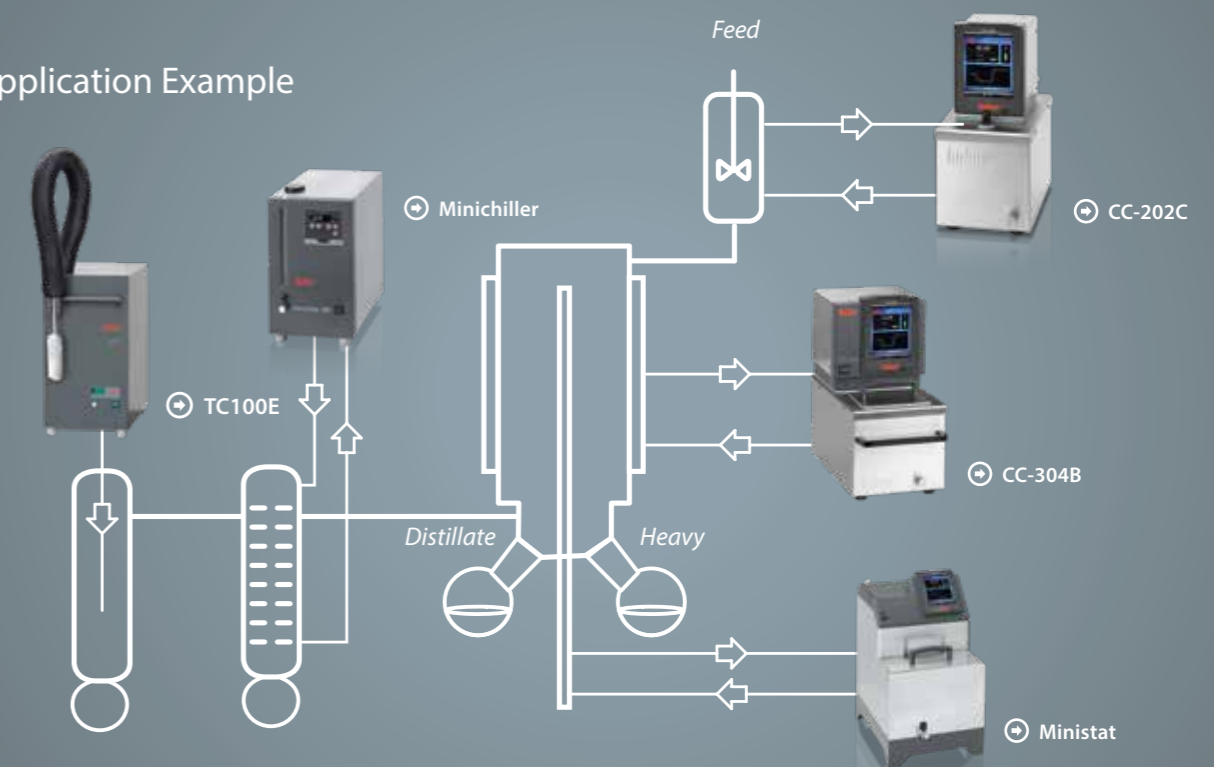 Feed
pplication Example
Minichiller
CC-202C
TC100E
CC-304B
Distillate
Heavy
Ministat